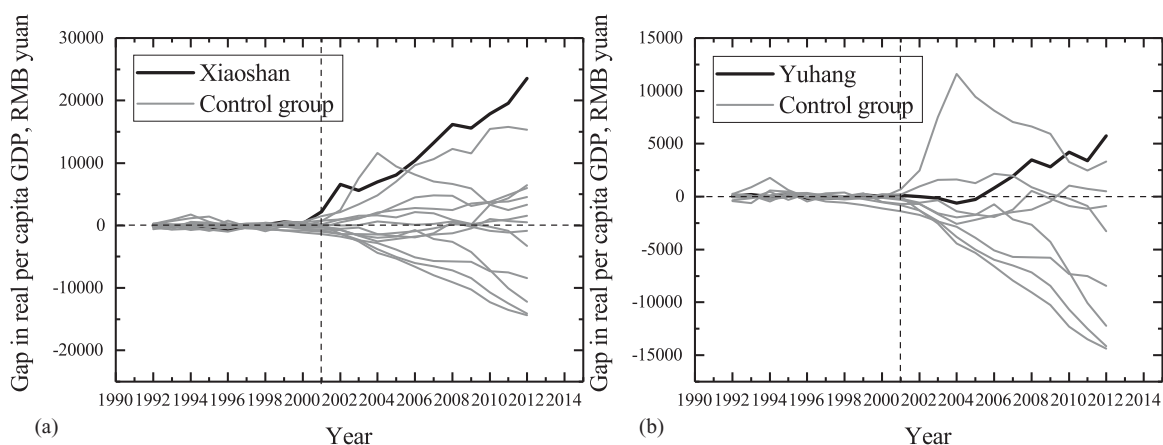 Gap in real per capita GDP, RMB yuan
30000
20000
10000
0
-10000
-20000
Xiaoshan
Control group
1990 1992 1994 1996 1998 2000 2002 2004 2006 2008 2010 2012 2014
(a)
Year
Gap in real per capita GDP, RMB yuan
15000
10000
5000
0
-5000
-10000
-15000
Yuhang
Control group
1990 1992 1994 1996 1998 2000 2002 2004 2006 2008 2010 2012 2014
(b)
Year